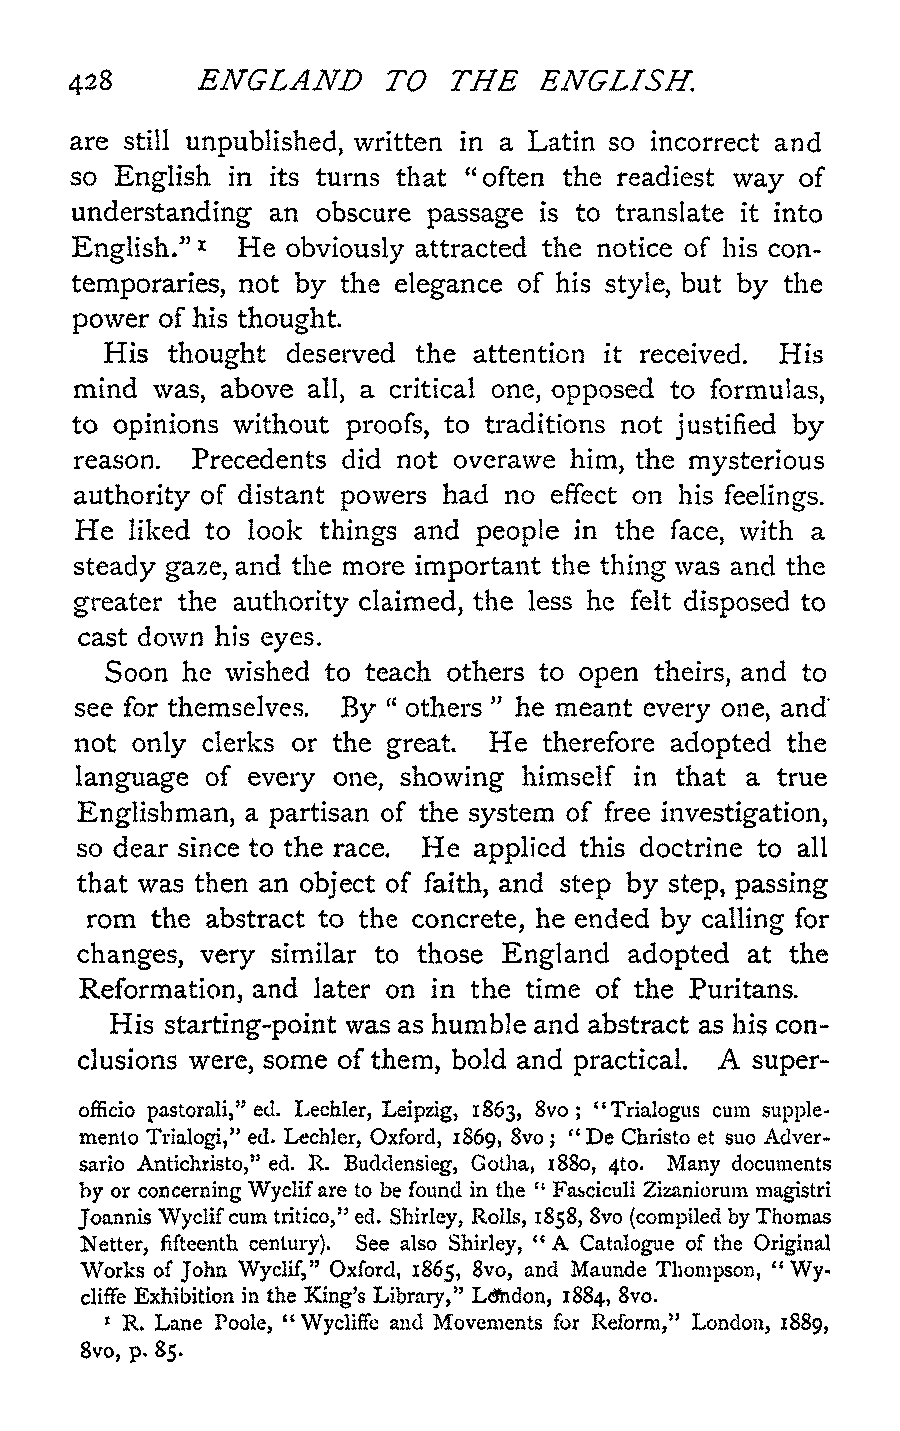 428 ENGLAND TO THE ENGLISH.
are still unpublished, written in a Latin so incorrect and
so English in its turns that "often the readiest way of
understanding an obscure passage is to translate it into
English." ¹ He obviously attracted the notice of his con-
temporaries, not by the elegance of his style, but by the
power of his thought.
His thought deserved the attention it received. His
mind was, above all, a critical one, opposed to formulas,
to opinions without proofs, to traditions not justified by
reason. Precedents did not overawe him, the mysterious
authority of distant powers had no effect on his feelings.
He liked to look things and people in the face, with a
steady gaze, and the more important the thing was and the
greater the authority claimed, the less he felt disposed to
cast down his eyes.
Soon he wished to teach others to open theirs, and to
see for themselves. By " others " he meant every one, and
not only clerks or the great. He therefore adopted the
language of every one, showing himself in that a true
Englishman, a partisan of the system of free investigation,
so dear since to the race. He applied this doctrine to all
that was then an object of faith, and step by step, passing
rom the abstract to the concrete, he ended by calling for
changes, very similar to those England adopted at the
Reformation, and later on in the time of the Puritans.
His starting-point was as humble and abstract as his con-
clusions were, some of them, bold and practical. A super-
officio pastorali," ed. Lechler, Leipzig, 1863, 8vo ; "Trialogus cum supple-
mento Trialogi," ed. Lechler, Oxford, 1869, 8vo ; "De Christo et suo Adver-
sario Antichristo," ed. R. Buddensieg, Gotha, 1880, 4to. Many documents
by or concerning Wyclif are to be found in the " Fasciculi Zizaniorum magistri
Joannis Wyclif cum tritico," ed. Shirley, Rolls, 1858, 8vo (compiled by Thomas
Netter, fifteenth century). See also Shirley, "A Catalogue of the Original
Works of John Wyclif," Oxford, 1865, 8vo, and Maunde Thompson, "Wy-
cliffe Exhibition in the King's Library," London, 1884, 8vo.
¹ R. Lane Poole, "Wycliffe and Movements for Reform," London, 1889,
8vo, p. 85.